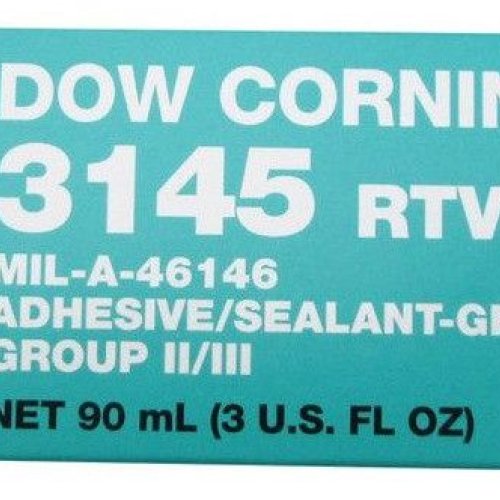 DOW CORNIN
3145 RTV
MIL-A-46146
ADHESIVE/SEALANT-G
GROUP II/III
NET 90 mL (3 U.S. FL OZ)